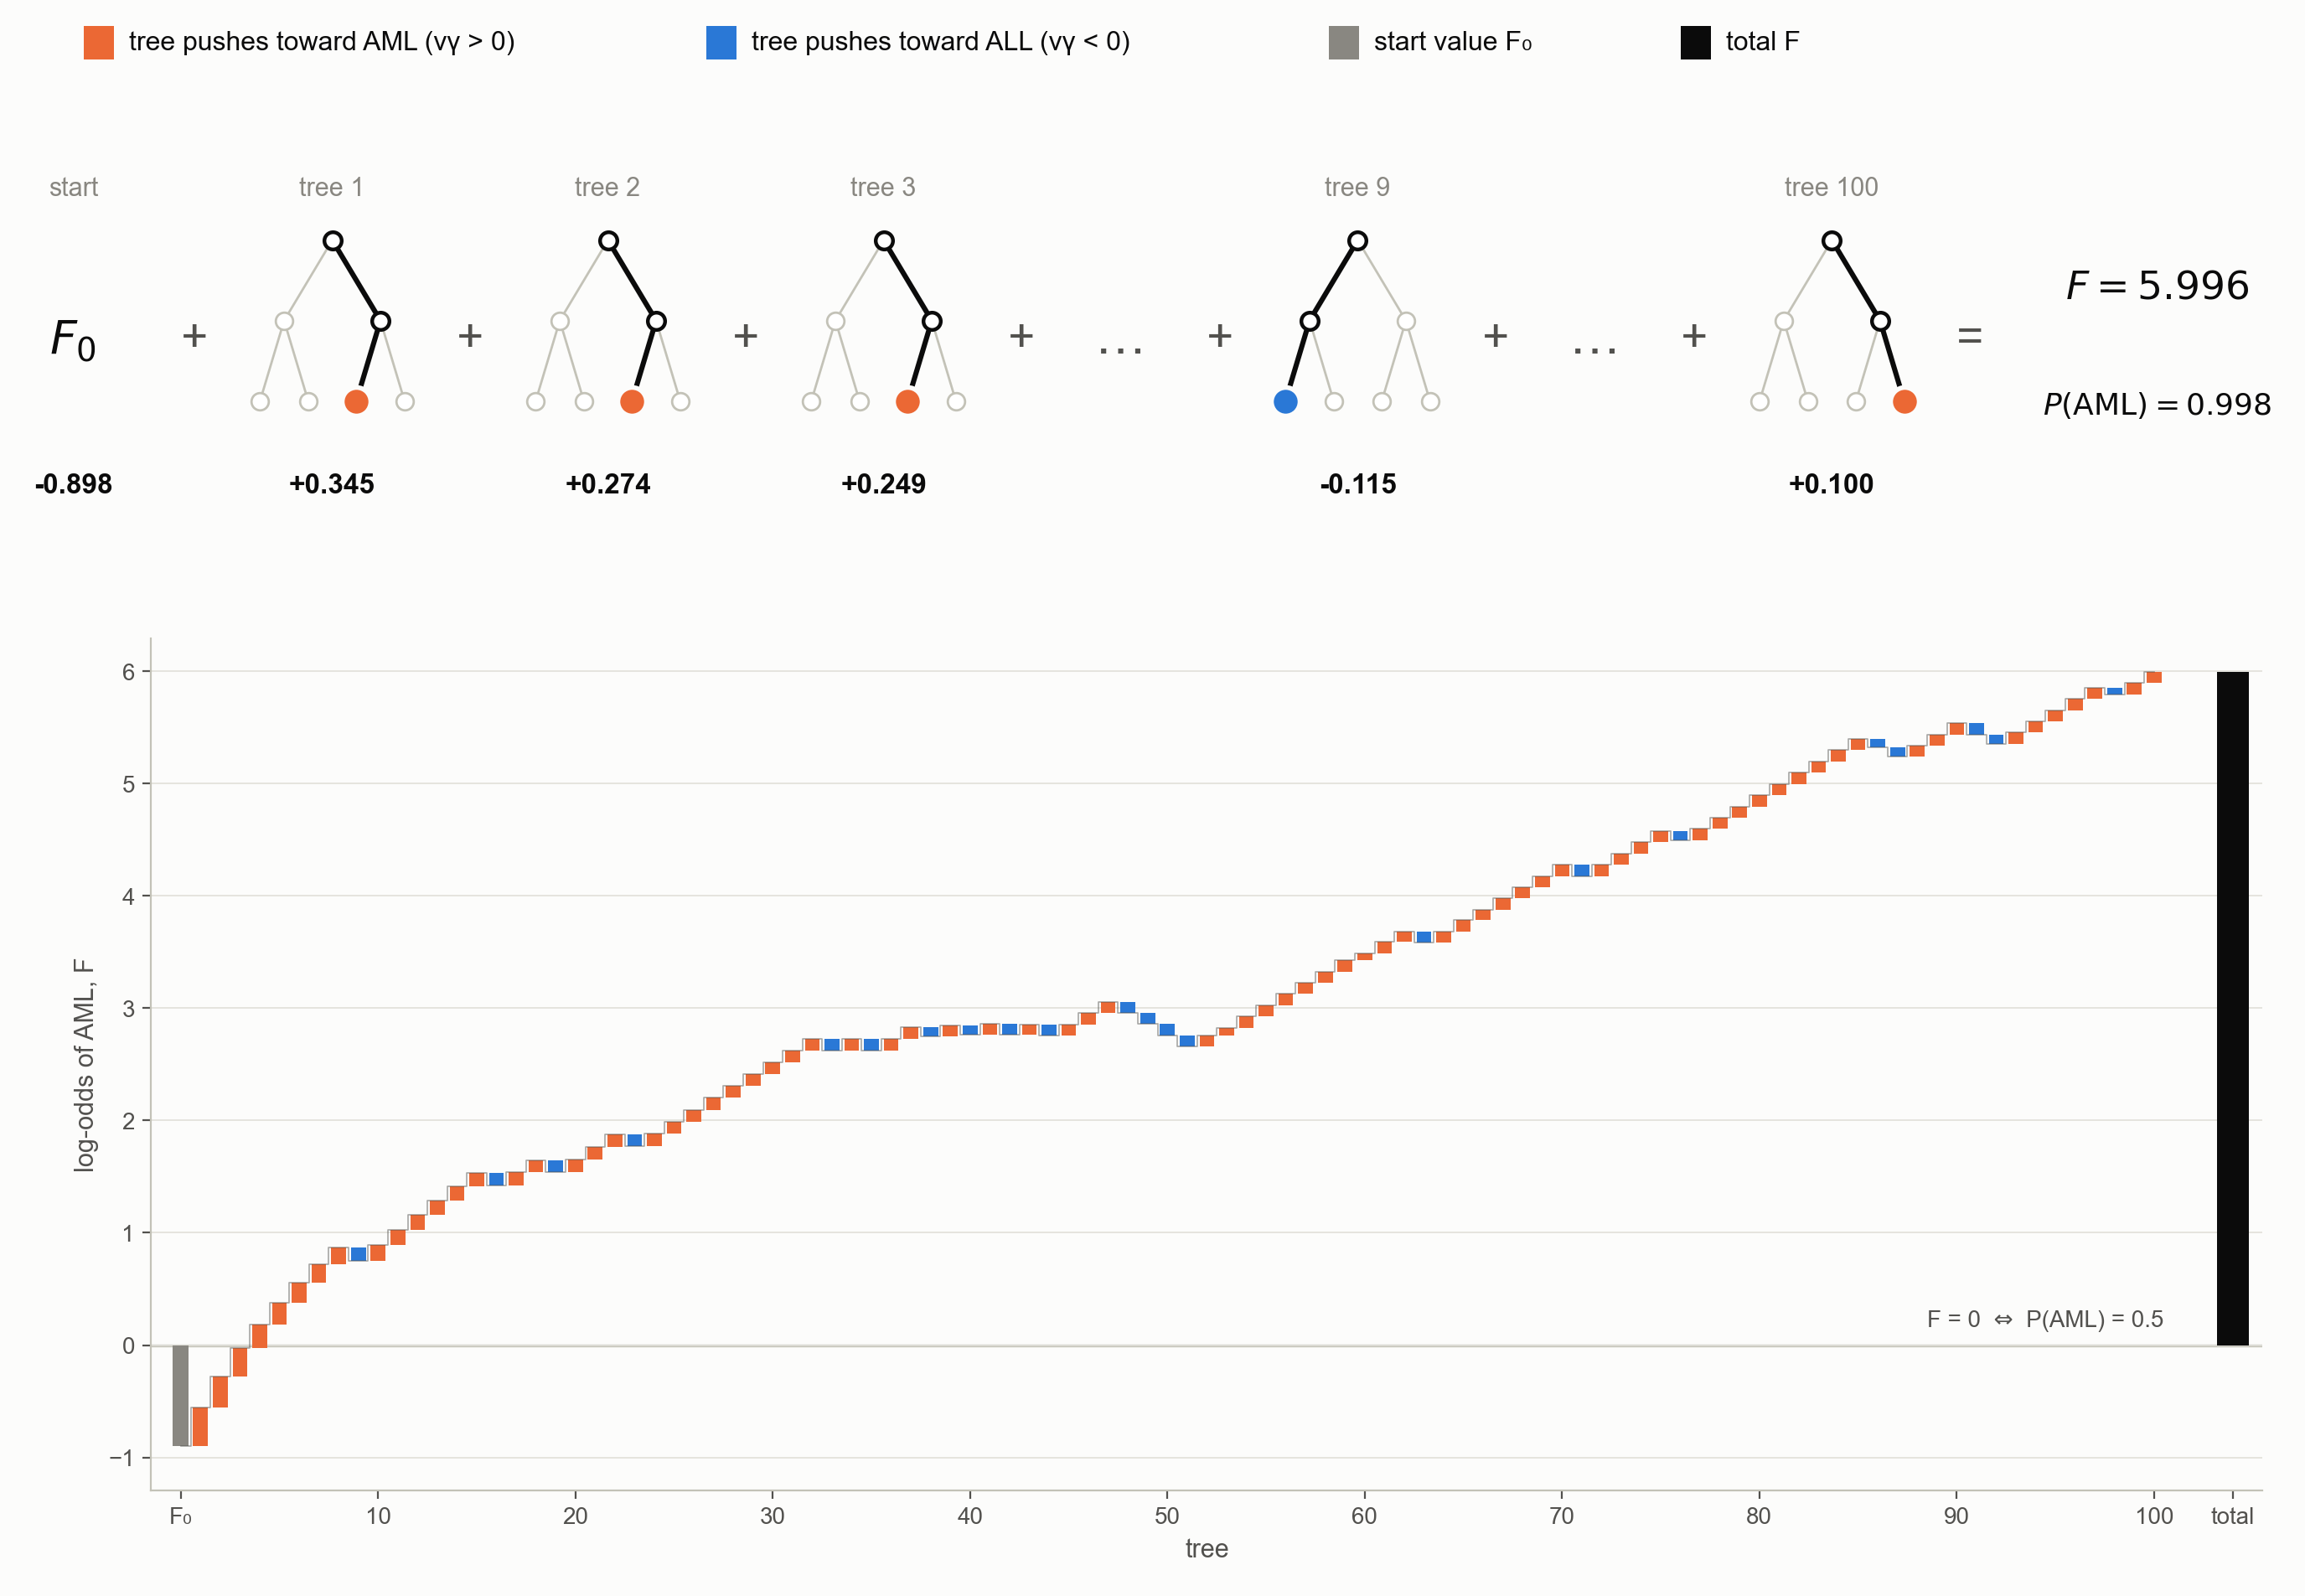 tree pushes toward AML (νγ > 0)
tree pushes toward ALL (νγ < 0)
start value F₀
total F
start
tree 1
tree 2
tree 3
tree 9
tree 100
F₀ + + + + … + + … + =
F = 5.996
P(AML) = 0.998
-0.898
+0.345
+0.274
+0.249
-0.115
+0.100
log-odds of AML, F
6
5
4
3
2
1
0
−1
F = 0 ⇔ P(AML) = 0.5
F₀ 10 20 30 40 50 60 70 80 90 100 total
tree